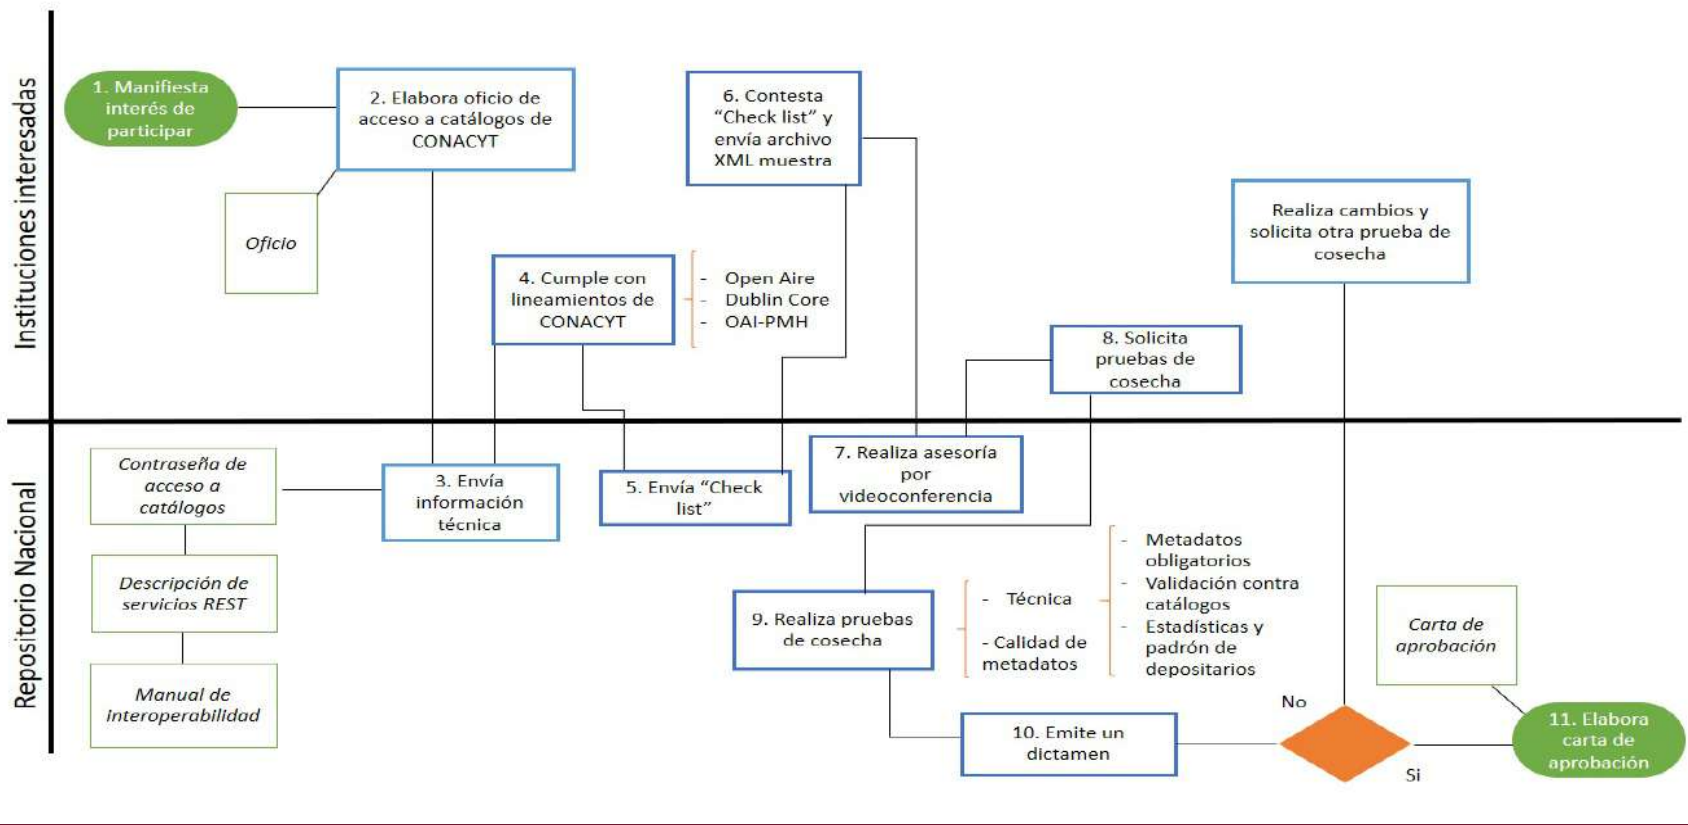 Instituciones interesadas
1. Manifiesta
interés de
participar
2. Elabora oficio de
acceso a catálogos de
CONACYT
Oficio
4. Cumple con
lineamientos de
CONACYT
- Open Aire
- Dublin Core
- OAI-PMH
6. Contesta
“Check list” y
envía archivo
XML muestra
8. Solicita
pruebas de
cosecha
Realiza cambios y
solicita otra prueba de
cosecha
Repositorio Nacional
Contraseña de
acceso a
catálogos
Descripción de
servicios REST
Manual de
interoperabilidad
3. Envía
información
técnica
5. Envía “Check
list”
7. Realiza asesoría
por
videoconferencia
9. Realiza pruebas
de cosecha
- Técnica
- Calidad de
metadatos
- Metadatos
obligatorios
- Validación contra
catálogos
- Estadísticas y
padrón de
depositarios
10. Emite un
dictamen
No
Si
Carta de
aprobación
11. Elabora
carta de
aprobación